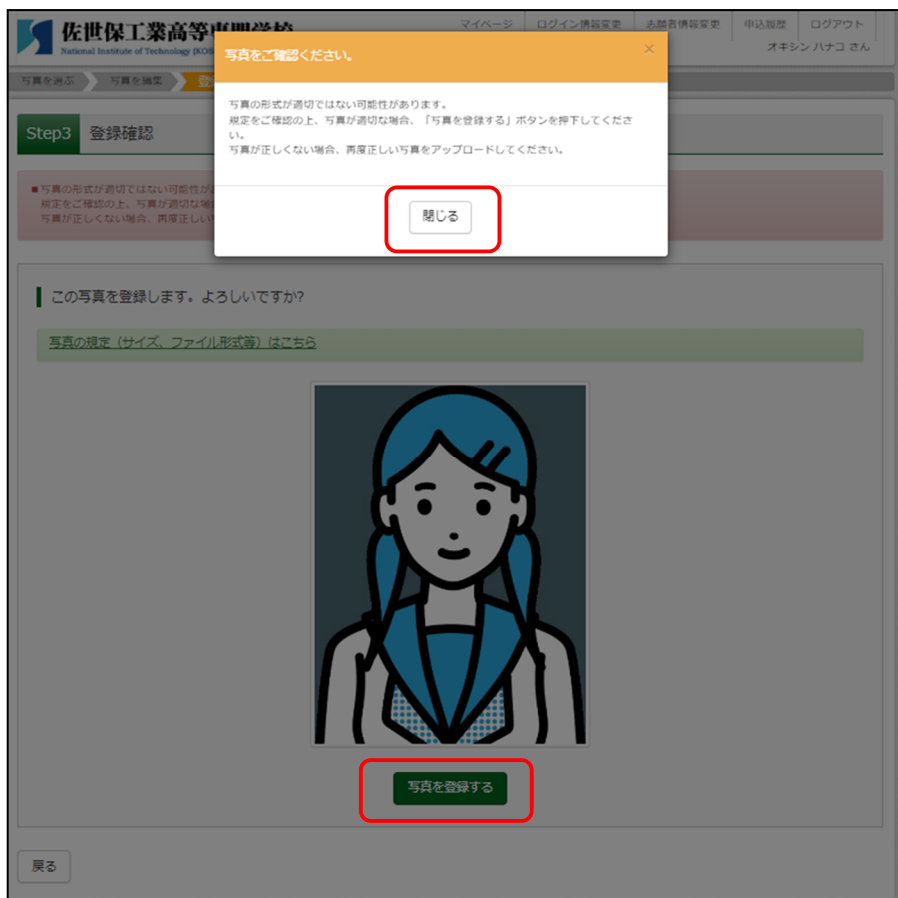 佐世保工業高等専門学校
National Institute of Technology (KOS
マイページ
ログイン情報変更
志願者情報変更
申込履歴
ログアウト
オキシン ハナコ さん
写真を選ぶ
写真を編集
登
写真をご確認ください。
×
写真の形式が適切ではない可能性があります。
規定をご確認の上、写真が適切な場合、「写真を登録する」ボタンを押下してくださ
い。
写真が正しくない場合、再度正しい写真をアップロードしてください。
閉じる
Step3
登録確認
■写真の形式が適切ではない可能性が
規定をご確認の上、写真が適切な場
写真が正しくない場合、再度正しい
この写真を登録します。よろしいですか?
写真の規定（サイズ、ファイル形式等）はこちら
写真を登録する
戻る